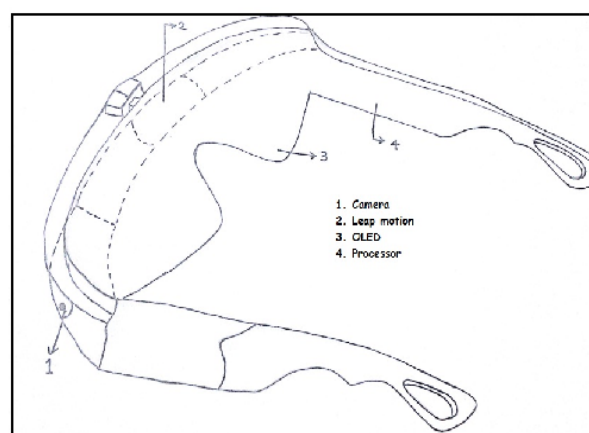 2
3
4
1. Camera
2. Leap motion
3. OLED
4. Processor
1